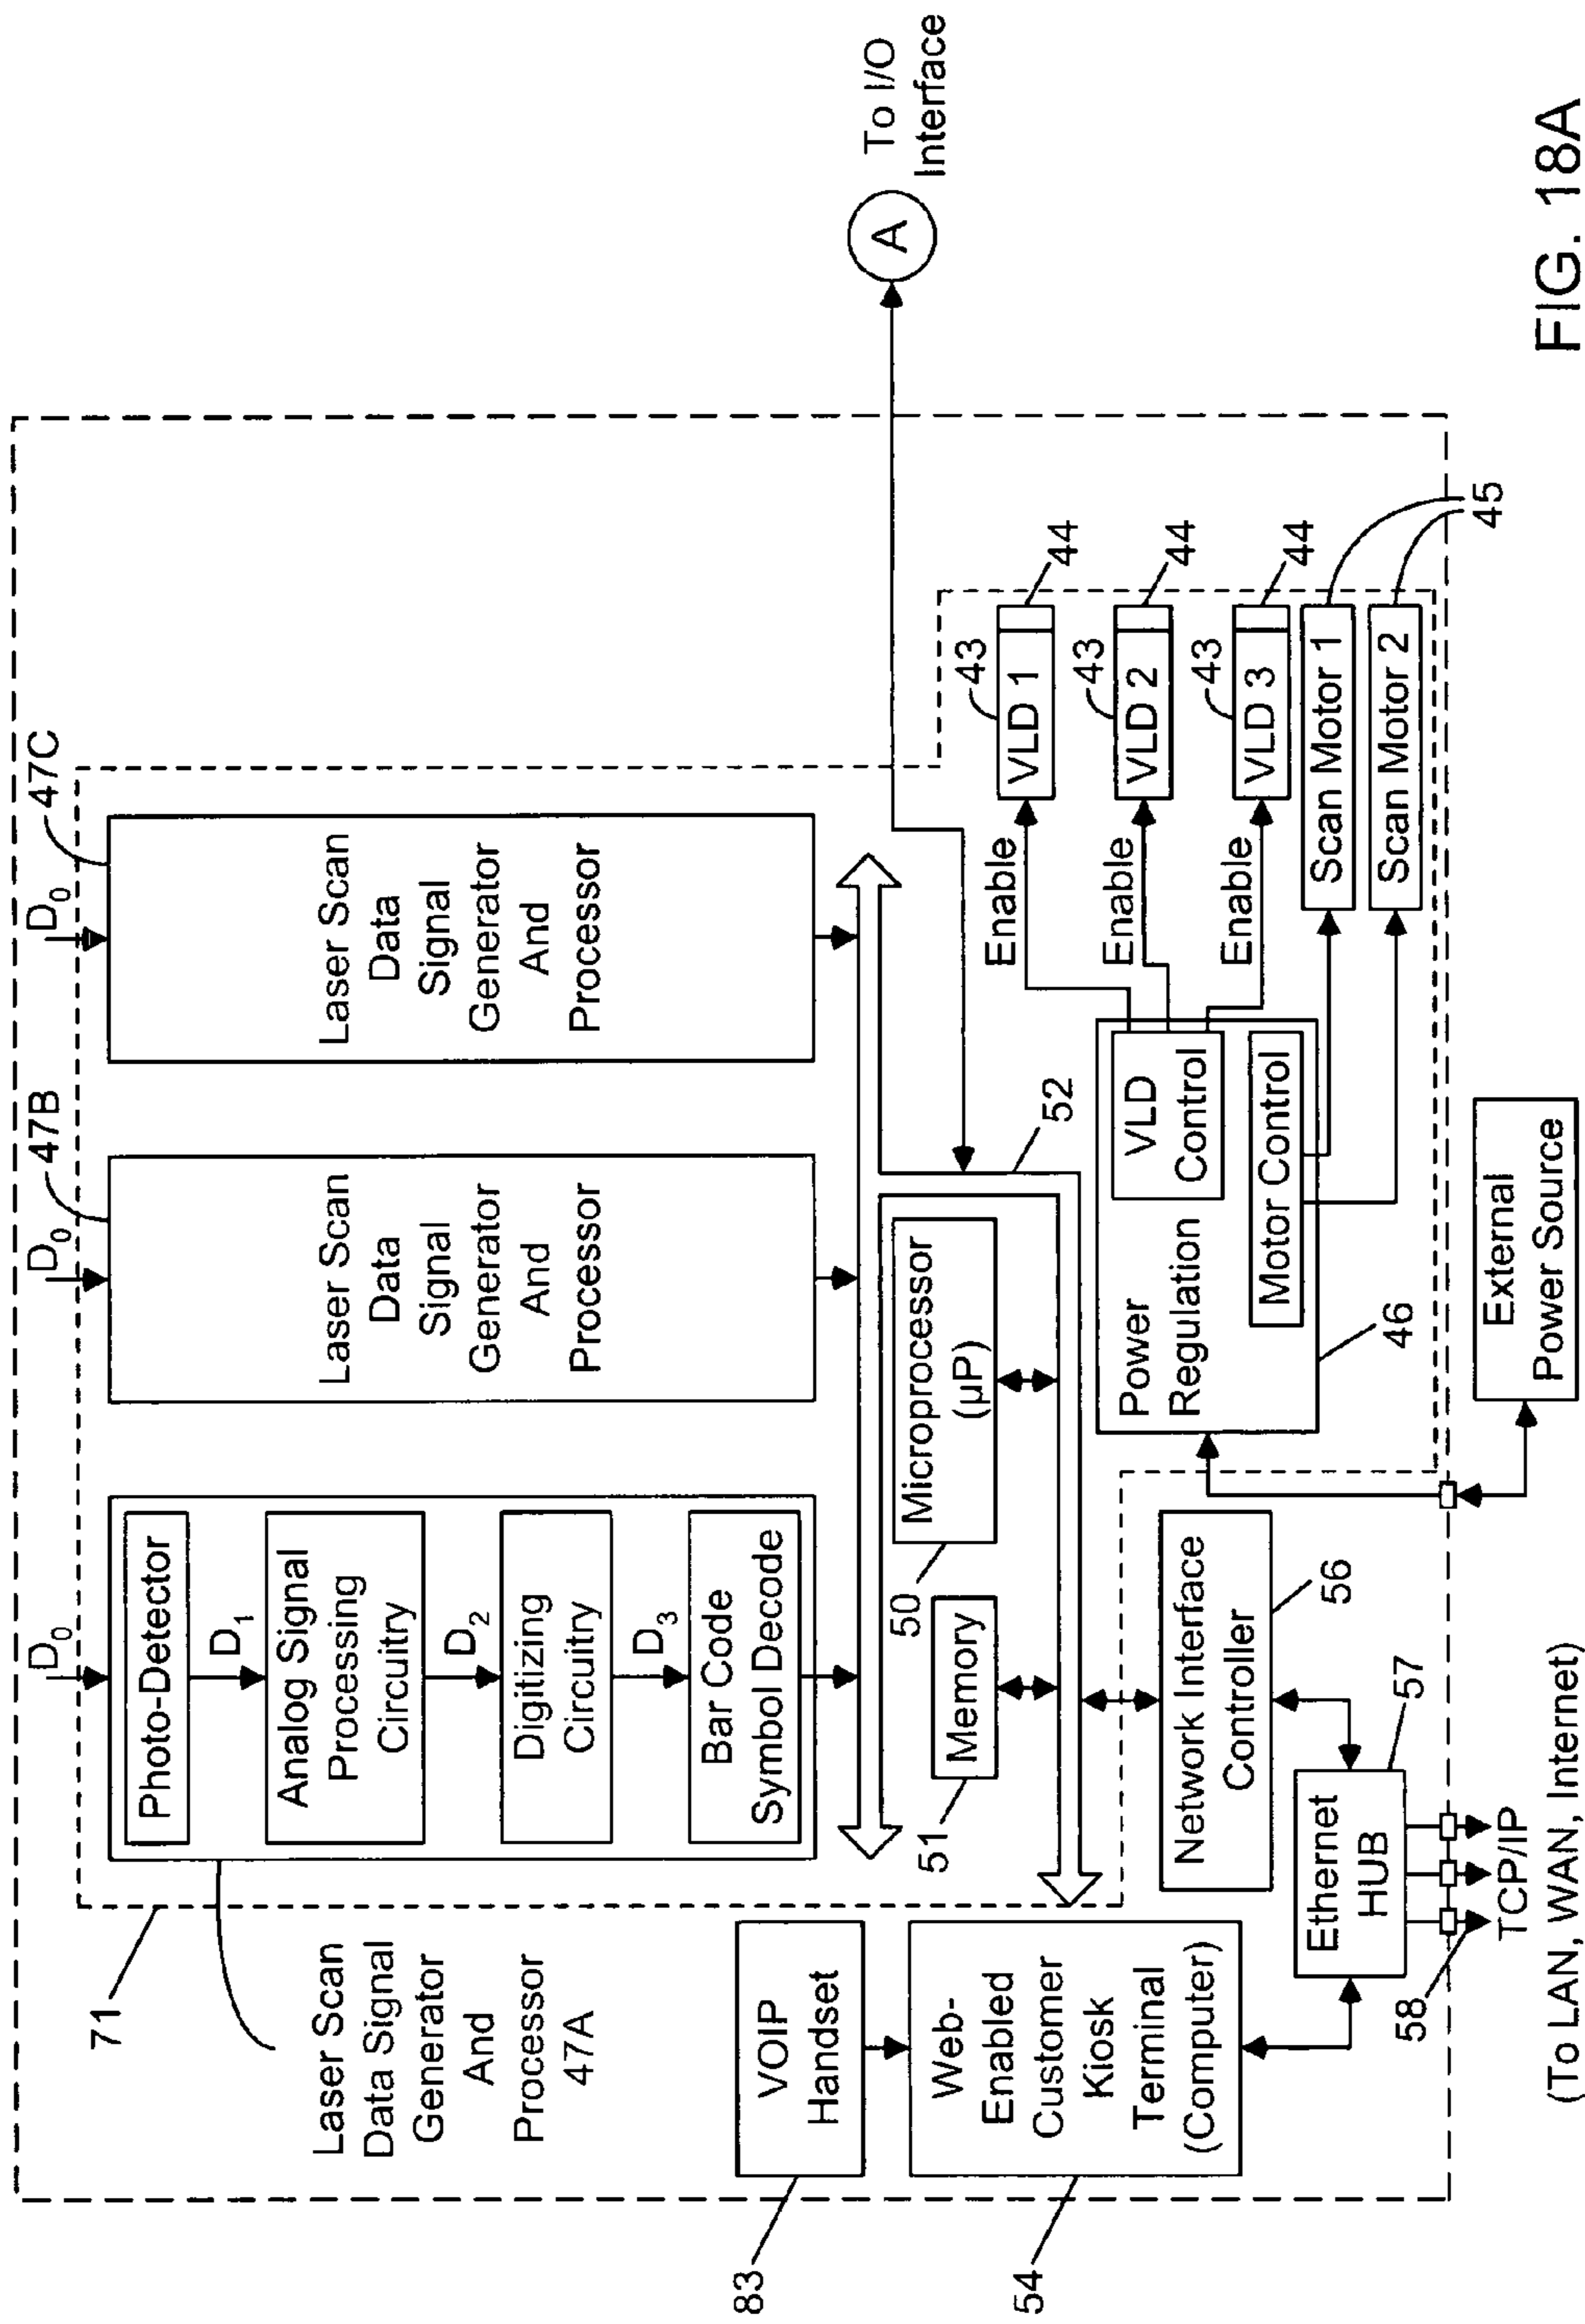 D0
D0
47B
D0
47C
71
Photo-Detector
D1
Analog Signal
Processing
Circuitry
D2
Digitizing
Circuitry
D3
Bar Code
Symbol Decode
Laser Scan
Data
Signal
Generator
And
Processor
Laser Scan
Data
Signal
Generator
And
Processor
Laser Scan
Data Signal
Generator
And
Processor
47A
A
To I/O
Interface
51
Memory
50
Microprocessor
(µP)
52
83
VOIP
Handset
54
Web-
Enabled
Customer
Kiosk
Terminal
(Computer)
Network Interface
Controller
56
Ethernet
HUB
57
58
TCP/IP
(To LAN, WAN, Internet)
Power
Regulation
VLD
Control
Motor Control
46
Enable
43
VLD 1
44
Enable
43
VLD 2
44
Enable
43
VLD 3
44
Scan Motor 1
Scan Motor 2
45
External
Power Source
FIG. 18A